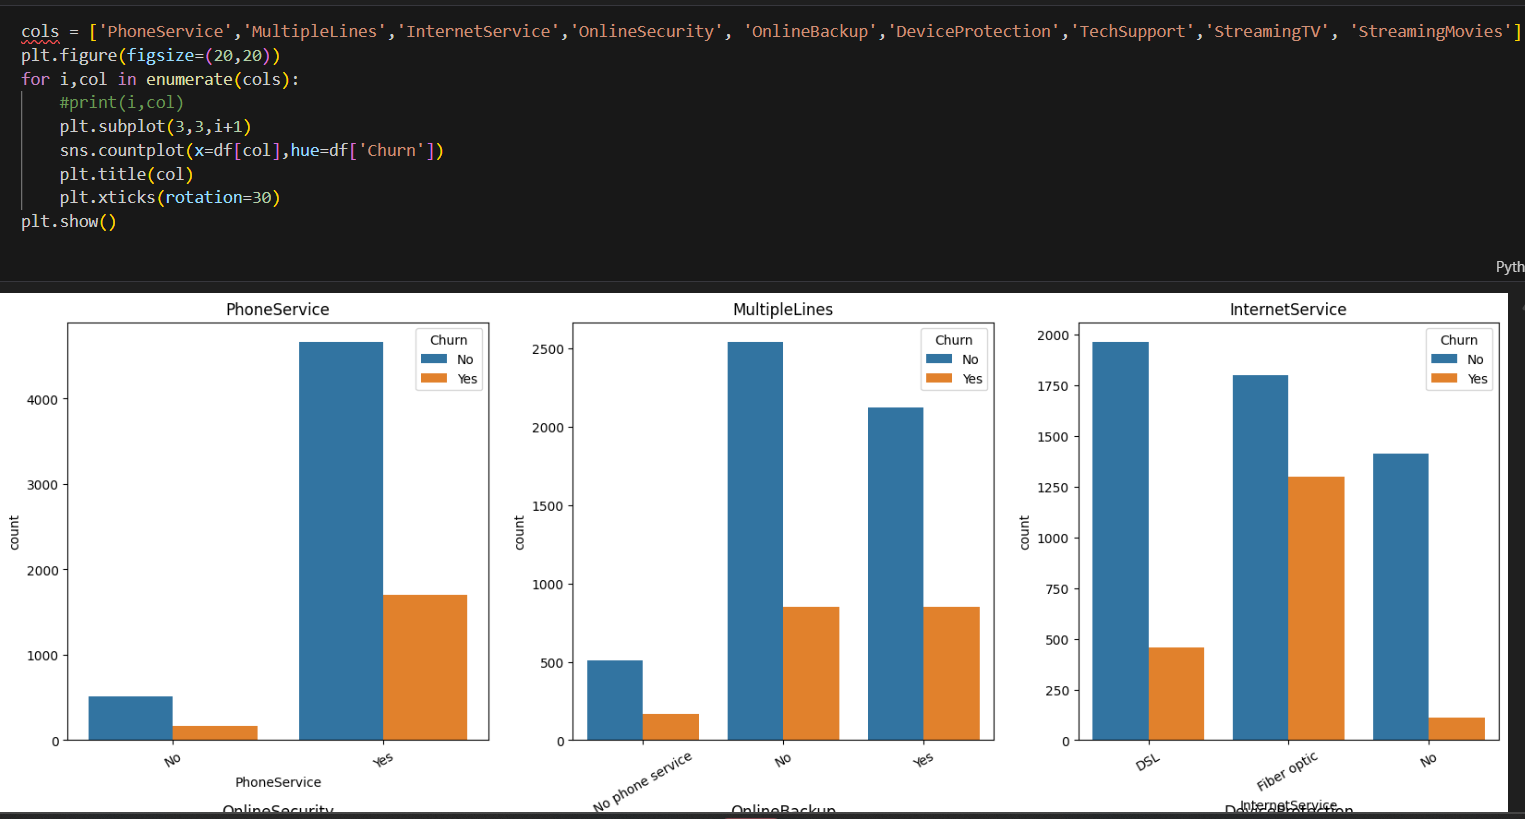 cols = ['PhoneService','MultipleLines','InternetService','OnlineSecurity', 'OnlineBackup','DeviceProtection','TechSupport','StreamingTV', 'StreamingMovies']
plt.figure(figsize=(20,20))
for i,col in enumerate(cols):
    #print(i,col)
    plt.subplot(3,3,i+1)
    sns.countplot(x=df[col],hue=df['Churn'])
    plt.title(col)
    plt.xticks(rotation=30)
plt.show()
Pyth
PhoneService
Churn
No
Yes
4000
3000
2000
1000
0
count
No
Yes
PhoneService
MultipleLines
Churn
No
Yes
2500
2000
1500
1000
500
0
count
No phone service
No
Yes
InternetService
Churn
No
Yes
2000
1750
1500
1250
1000
750
500
250
0
count
DSL
Fiber optic
No
InternetService
OnlineSecurity
OnlineBackup
DeviceProtection